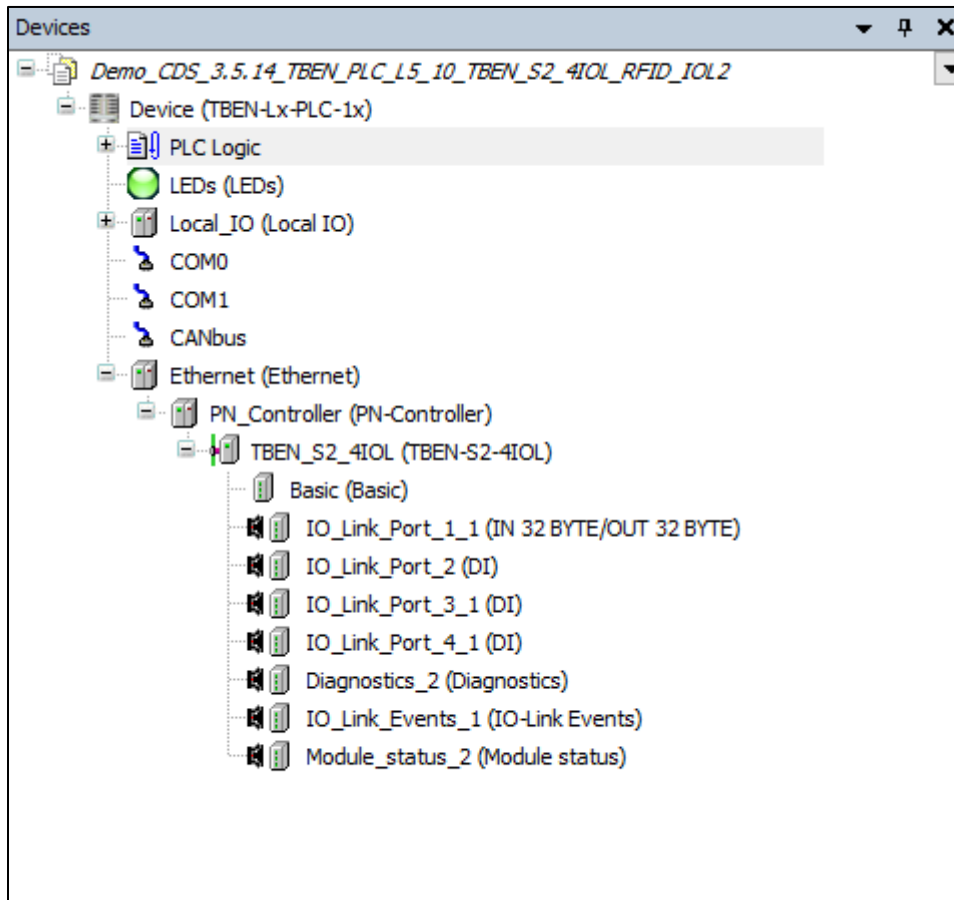 Devices
Demo_CDS_3.5.14_TBEN_PLC_L5_10_TBEN_S2_4IOL_RFID_IOL2
Device (TBEN-Lx-PLC-1x)
PLC Logic
LEDs (LEDs)
Local_IO (Local IO)
COM0
COM1
CANbus
Ethernet (Ethernet)
PN_Controller (PN-Controller)
TBEN_S2_4IOL (TBEN-S2-4IOL)
Basic (Basic)
IO_Link_Port_1_1 (IN 32 BYTE/OUT 32 BYTE)
IO_Link_Port_2 (DI)
IO_Link_Port_3_1 (DI)
IO_Link_Port_4_1 (DI)
Diagnostics_2 (Diagnostics)
IO_Link_Events_1 (IO-Link Events)
Module_status_2 (Module status)